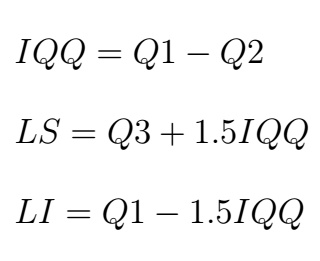 IQQ = Q1 − Q2
LS = Q3 + 1.5IQQ
LI = Q1 − 1.5IQQ